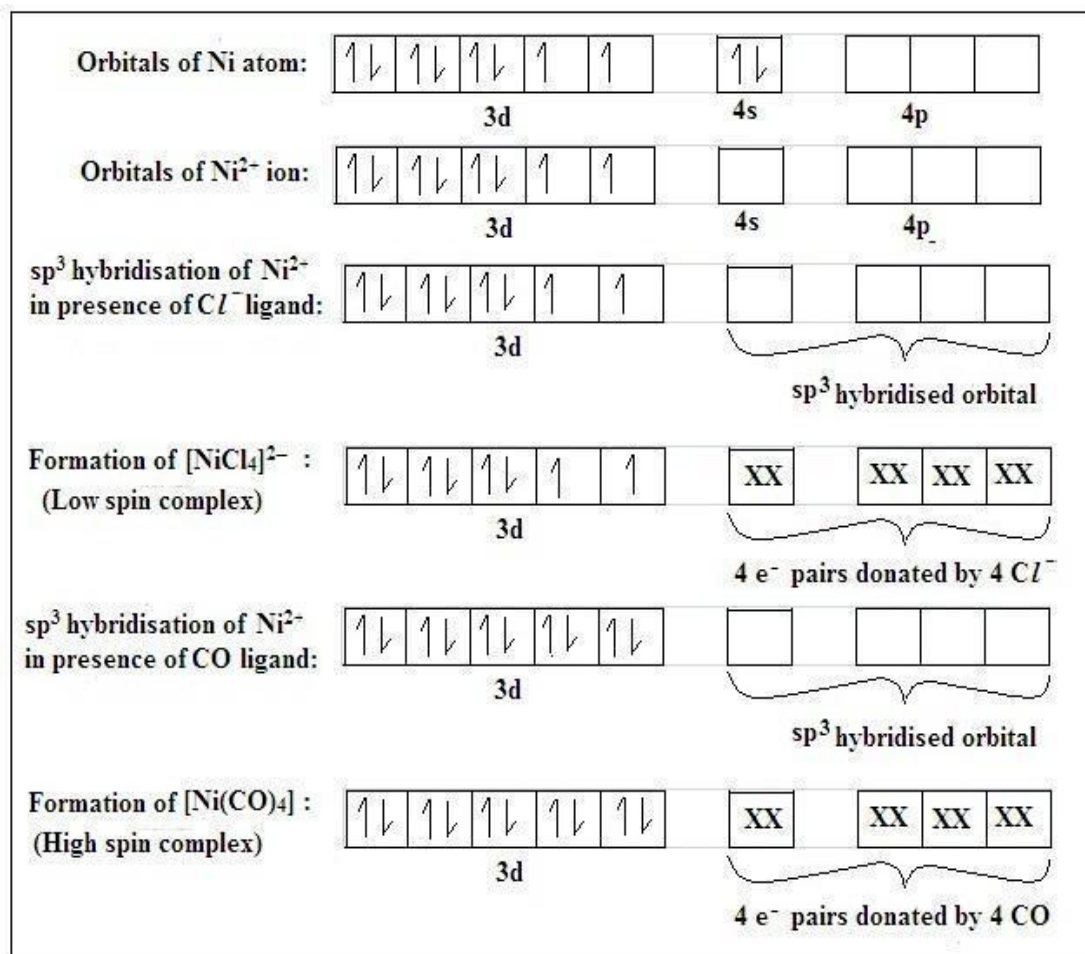 Orbitals of Ni atom:
3d 4s 4p
Orbitals of Ni²⁺ ion:
3d 4s 4p
sp³ hybridisation of Ni²⁺
in presence of Cl⁻ ligand:
3d
sp³ hybridised orbital
Formation of [NiCl₄]²⁻ :
(Low spin complex)
XX XX XX XX
3d
4 e⁻ pairs donated by 4 Cl⁻
sp³ hybridisation of Ni²⁺
in presence of CO ligand:
3d
sp³ hybridised orbital
Formation of [Ni(CO)₄] :
(High spin complex)
XX XX XX XX
3d
4 e⁻ pairs donated by 4 CO